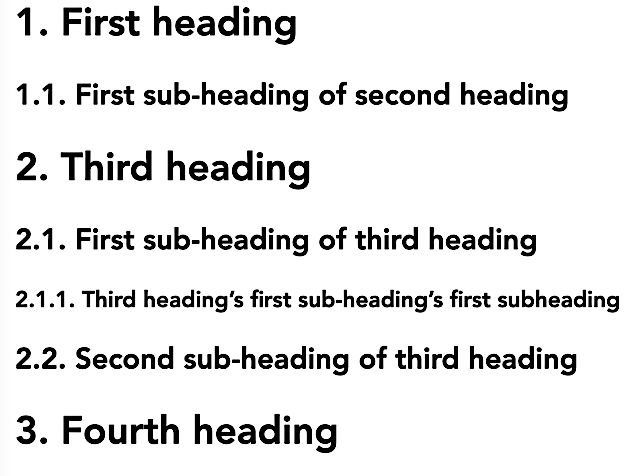 1. First heading
1.1. First sub-heading of second heading
2. Third heading
2.1. First sub-heading of third heading
2.1.1. Third heading’s first sub-heading’s first subheading
2.2. Second sub-heading of third heading
3. Fourth heading